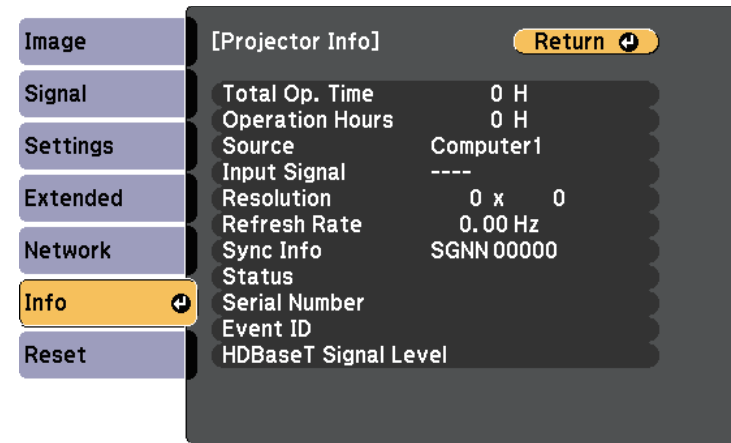 Image
Signal
Settings
Extended
Network
Info
Reset
[Projector Info]
Return
Total Op. Time 0 H
Operation Hours 0 H
Source Computer1
Input Signal ----
Resolution 0 x 0
Refresh Rate 0.00 Hz
Sync Info SGNN 00000
Status
Serial Number
Event ID
HDBaseT Signal Level